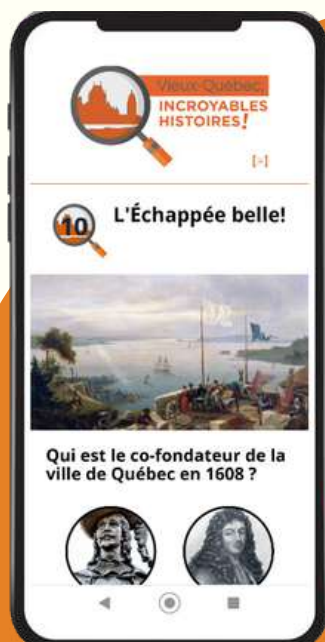 Vieux-Québec,
INCROYABLES
HISTOIRES!
[-]
10
L'Échappée belle!
Qui est le co-fondateur de la
ville de Québec en 1608 ?